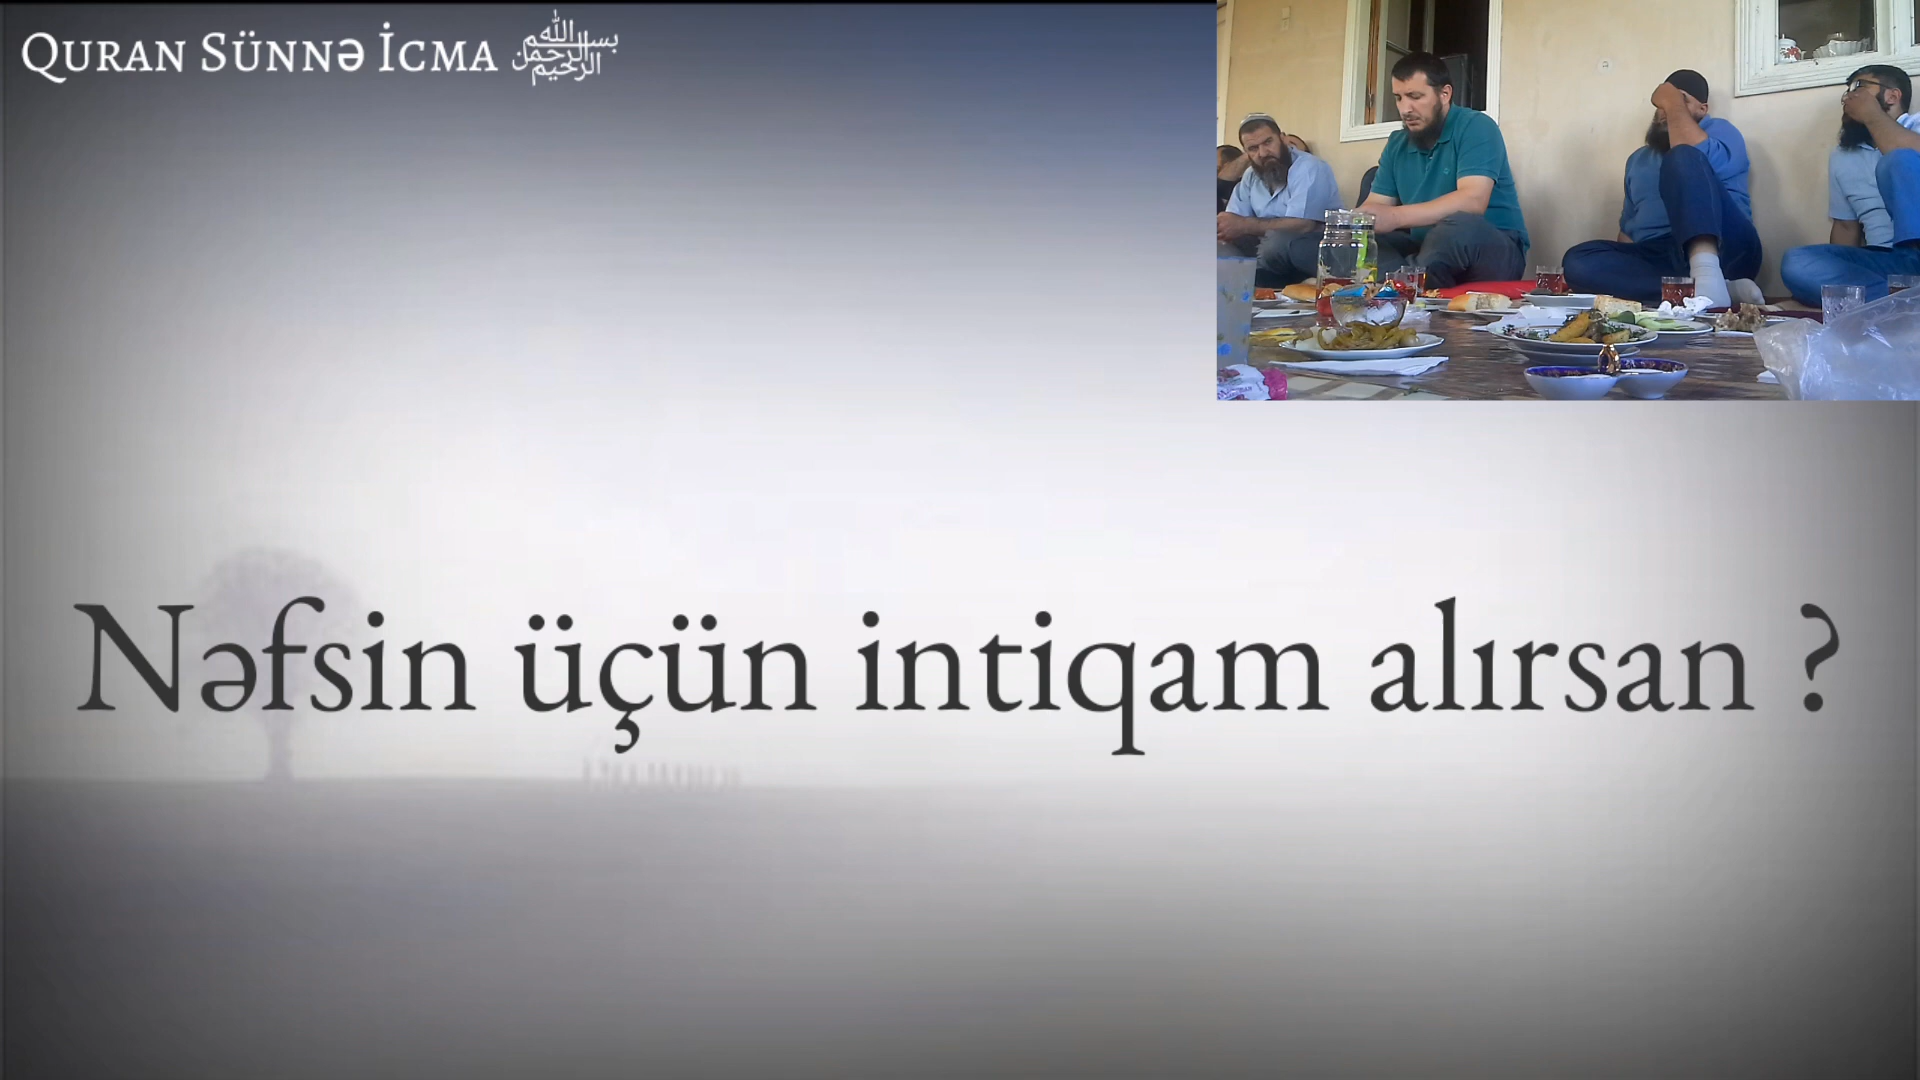 QURAN SÜNNƏ İCMA بسم الله الرحمن الرحيم
Nəfsin üçün intiqam alırsan ?